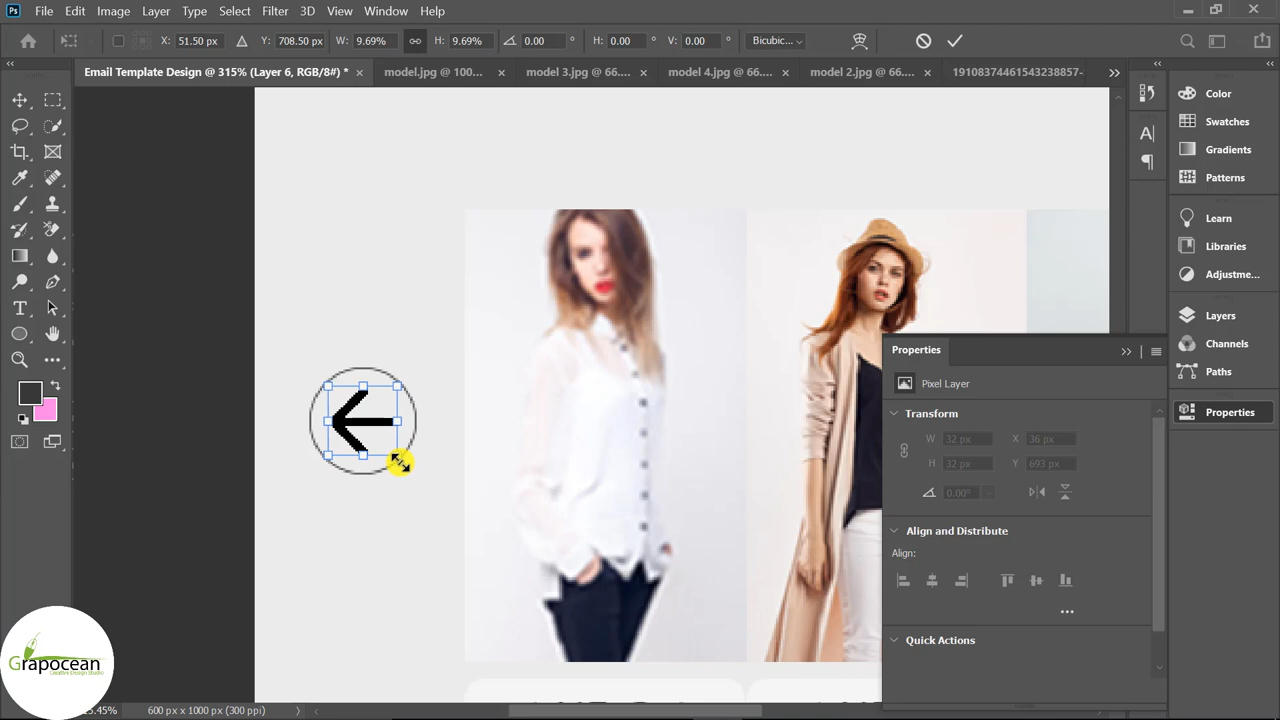 Ps File Edit Image Layer Type Select Filter 3D View Window Help
X: 51.50 px Y: 708.50 px W: 9.69% H: 9.69% 0.00 ° H: 0.00 ° V: 0.00 ° Bicubic...
Email Template Design @ 315% (Layer 6, RGB/8#) * × model.jpg @ 100... × model 3.jpg @ 66.... × model 4.jpg @ 66.... × model 2.jpg @ 66.... × 19108374461543238857-
Color
Swatches
Gradients
Patterns
Learn
Libraries
Adjustme...
Layers
Channels
Paths
Properties
Properties
Pixel Layer
Transform
W 32 px X 36 px
H 32 px Y 693 px
0.00°
Align and Distribute
Align:
Quick Actions
Grapocean
Creative Design Studio
5.45% 600 px x 1000 px (300 ppi)